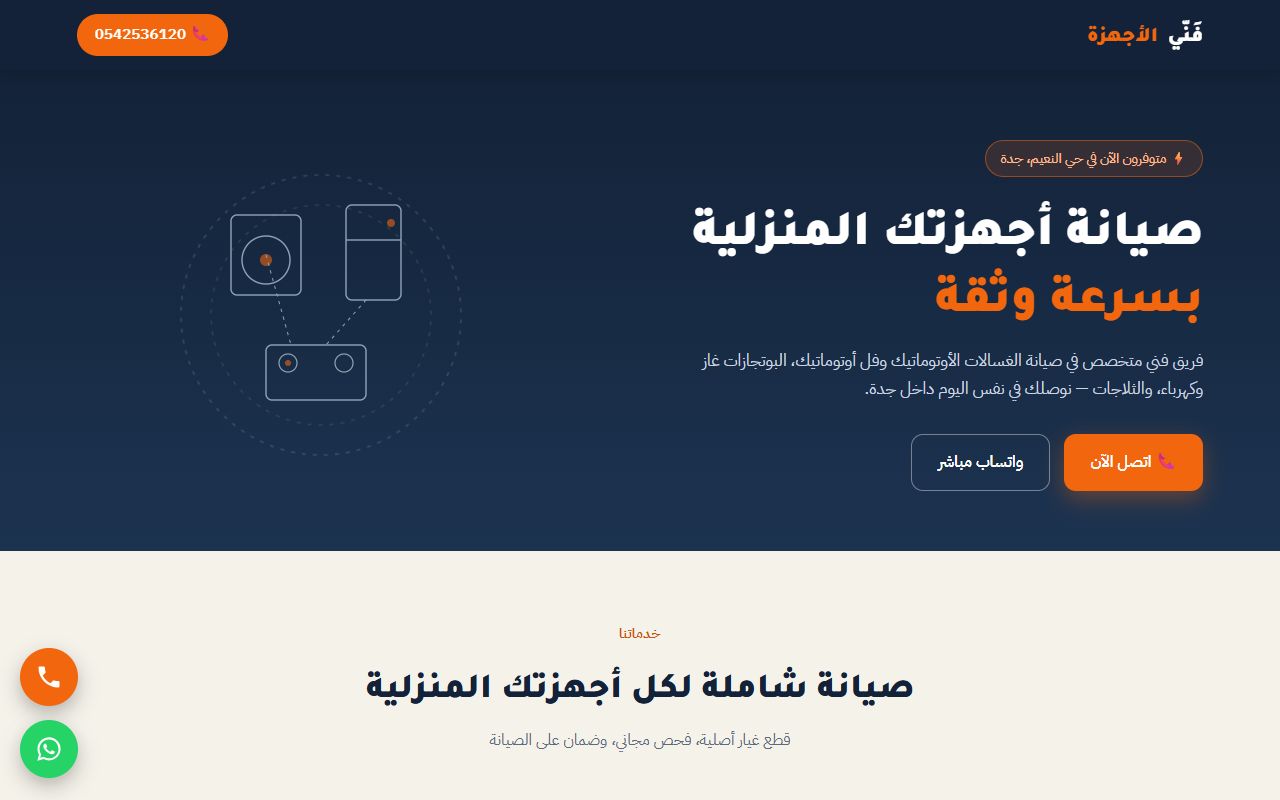 فَنّي الأجهزة
0542536120
متوفرون الآن في حي النعيم، جدة
صيانة أجهزتك المنزلية
بسرعة وثقة
فريق فني متخصص في صيانة الغسالات الأوتوماتيك وفل أوتوماتيك، البوتجازات غاز
وكهرباء، والثلاجات — نوصلك في نفس اليوم داخل جدة.
اتصل الآن
واتساب مباشر
خدماتنا
صيانة شاملة لكل أجهزتك المنزلية
قطع غيار أصلية، فحص مجاني، وضمان على الصيانة